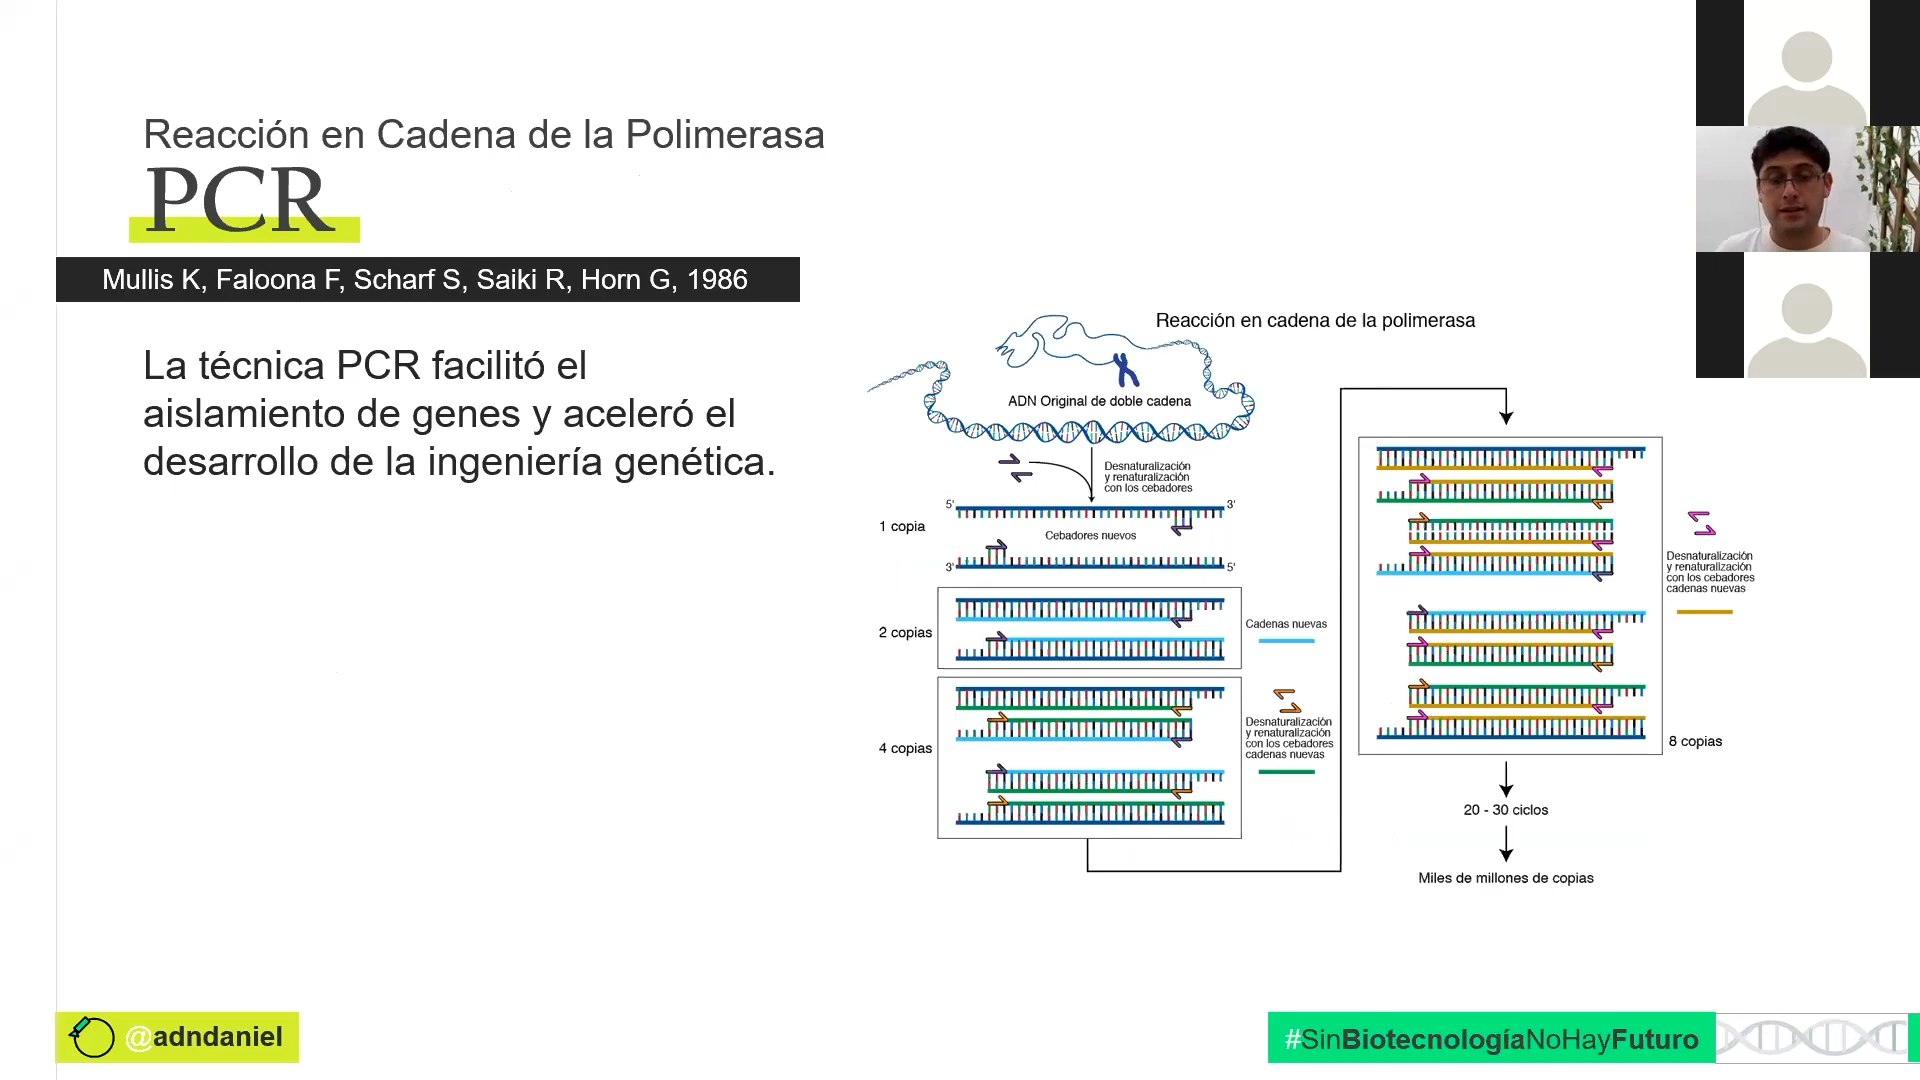 Reacción en Cadena de la Polimerasa
PCR
Mullis K, Faloona F, Scharf S, Saiki R, Horn G, 1986
La técnica PCR facilitó el
aislamiento de genes y aceleró el
desarrollo de la ingeniería genética.
Reacción en cadena de la polimerasa
ADN Original de doble cadena
Desnaturalización
y renaturalización
con los cebadores
5'
3'
1 copia
Cebadores nuevos
3'
5'
2 copias
Cadenas nuevas
4 copias
Desnaturalización
y renaturalización
con los cebadores
cadenas nuevas
Desnaturalización
y renaturalización
con los cebadores
cadenas nuevas
8 copias
20 - 30 ciclos
Miles de millones de copias
@adndaniel
#SinBiotecnologíaNoHayFuturo